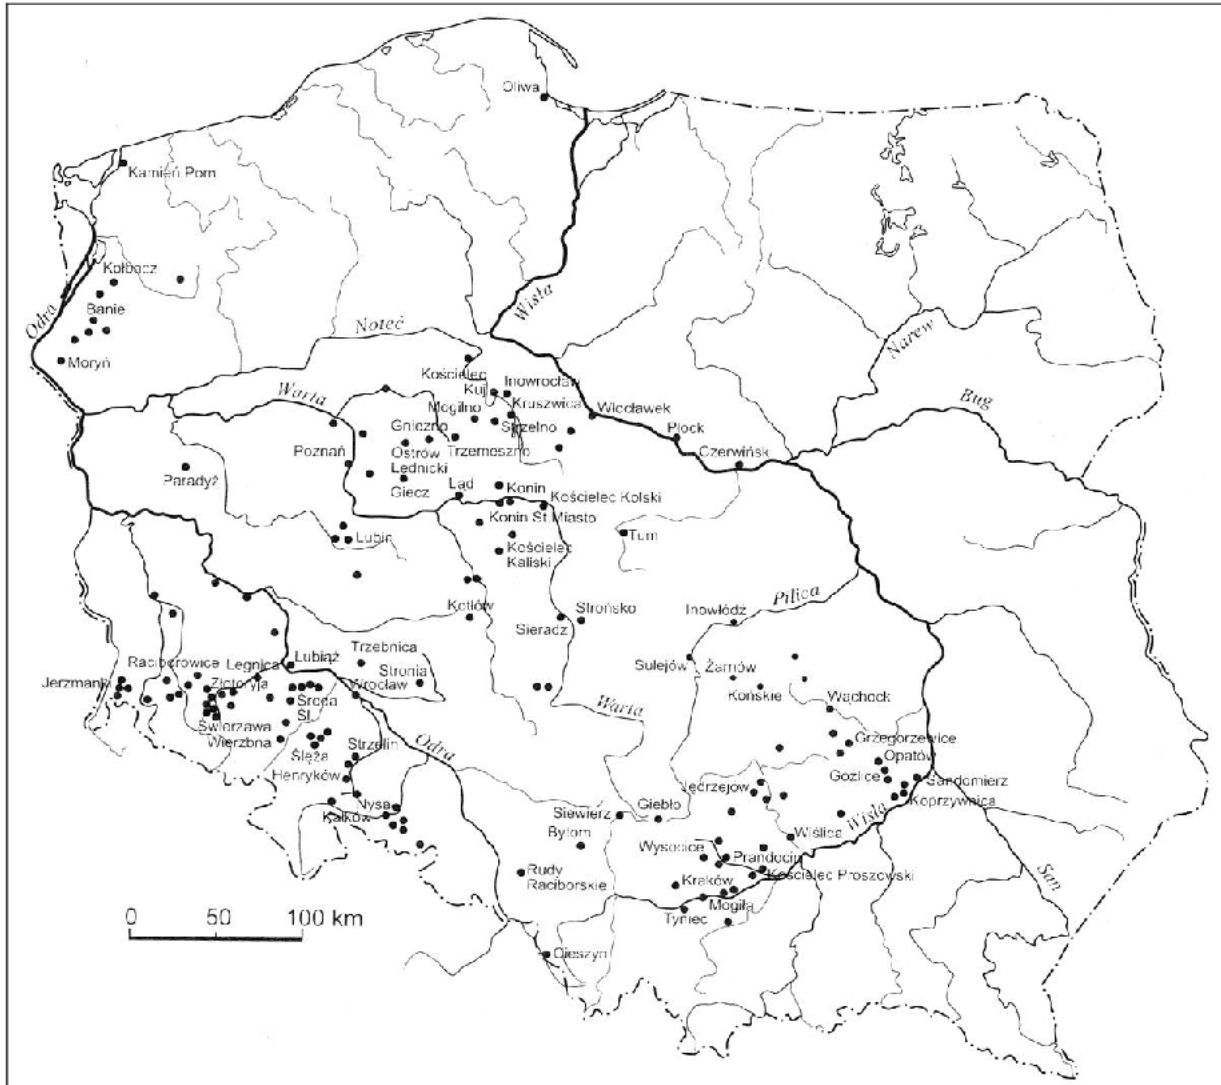 Oliwa
Kamień Pom
Kołbacz
Banie
Odra
Moryń
Wisła
Noteć
Narew
Bug
Warta
Kościelec
Kuj
Inowrocław
Kruszwica
Mogilno
Strzelno
Gniezno
Trzemeszno
Ostrów
Lednicki
Giecz
Poznań
Włocławek
Płock
Czerwińsk
Paradyż
Ląd
Konin
Kościelec Kolski
Konin St.Miasto
Kościelec
Kaliski
Tum
Lubiń
Kotłów
Sieradz
Strońsko
Pilica
Inowłódz
Sulejów
Żarnów
Końskie
Wąchock
Trzebnica
Stronia
Wrocław
Lubiąż
Legnica
Raciborowice
Złotoryja
Jerzmanki
Środa
Śl.
Świerzawa
Wierzbna
Ślęża
Strzelin
Henryków
Odra
Warta
Nysa
Kałków
Grzegorzewice
Opatów
Goźlice
Sandomierz
Koprzywnica
Jędrzejów
Wisła
Wiślica
Siewierz
Giebło
Bytom
Wysocice
Prandocin
Kościelec Proszowski
Kraków
Mogiła
Tyniec
San
Rudy
Raciborskie
Cieszyn
0 50 100 km